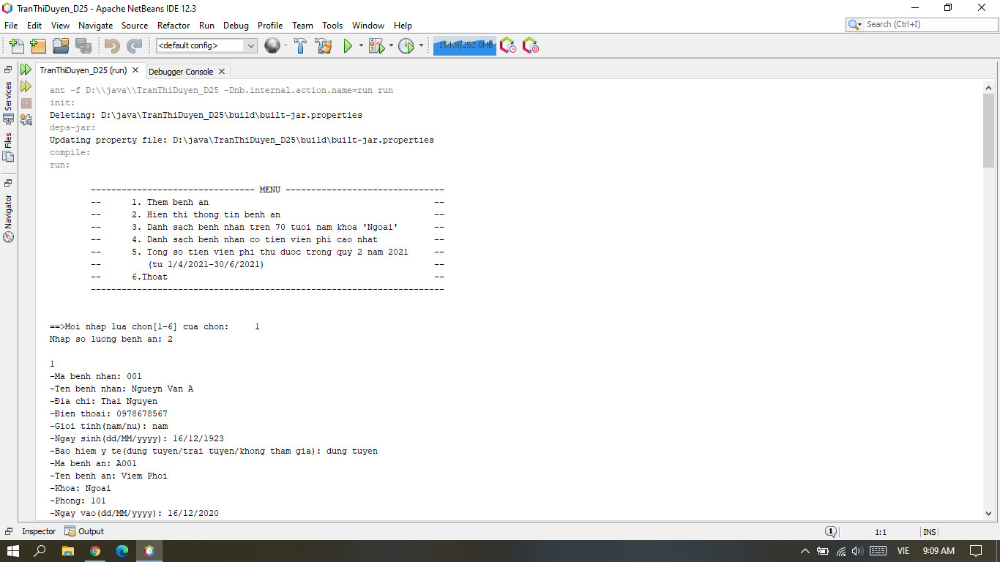 TranThiDuyen_D25 - Apache NetBeans IDE 12.3
File Edit View Navigate Source Refactor Run Debug Profile Team Tools Window Help
Search (Ctrl+I)
<default config>
154.5/252.0MB
TranThiDuyen_D25 (run)
Debugger Console
Services
Files
Navigator
ant -f D:\\java\\TranThiDuyen_D25 -Dnb.internal.action.name=run run
init:
Deleting: D:\java\TranThiDuyen_D25\build\built-jar.properties
deps-jar:
Updating property file: D:\java\TranThiDuyen_D25\build\built-jar.properties
compile:
run:
-------------------------------- MENU -------------------------------
-- 1. Them benh an --
-- 2. Hien thi thong tin benh an --
-- 3. Danh sach benh nhan tren 70 tuoi nam khoa 'Ngoai' --
-- 4. Danh sach benh nhan co tien vien phi cao nhat --
-- 5. Tong so tien vien phi thu duoc trong quy 2 nam 2021 --
-- (tu 1/4/2021-30/6/2021) --
-- 6.Thoat --
---------------------------------------------------------------------
==>Moi nhap lua chon[1-6] cua chon: 1
Nhap so luong benh an: 2
1
-Ma benh nhan: 001
-Ten benh nhan: Ngueyn Van A
-Đia chi: Thai Nguyen
-Đien thoai: 0978678567
-Gioi tinh(nam/nu): nam
-Ngay sinh(dd/MM/yyyy): 16/12/1923
-Bao hiem y te(dung tuyen/trai tuyen/khong tham gia): dung tuyen
-Ma benh an: A001
-Ten benh an: Viem Phoi
-Khoa: Ngoai
-Phong: 101
-Ngay vao(dd/MM/yyyy): 16/12/2020
Inspector
Output
1
1:1
INS
VIE
9:09 AM